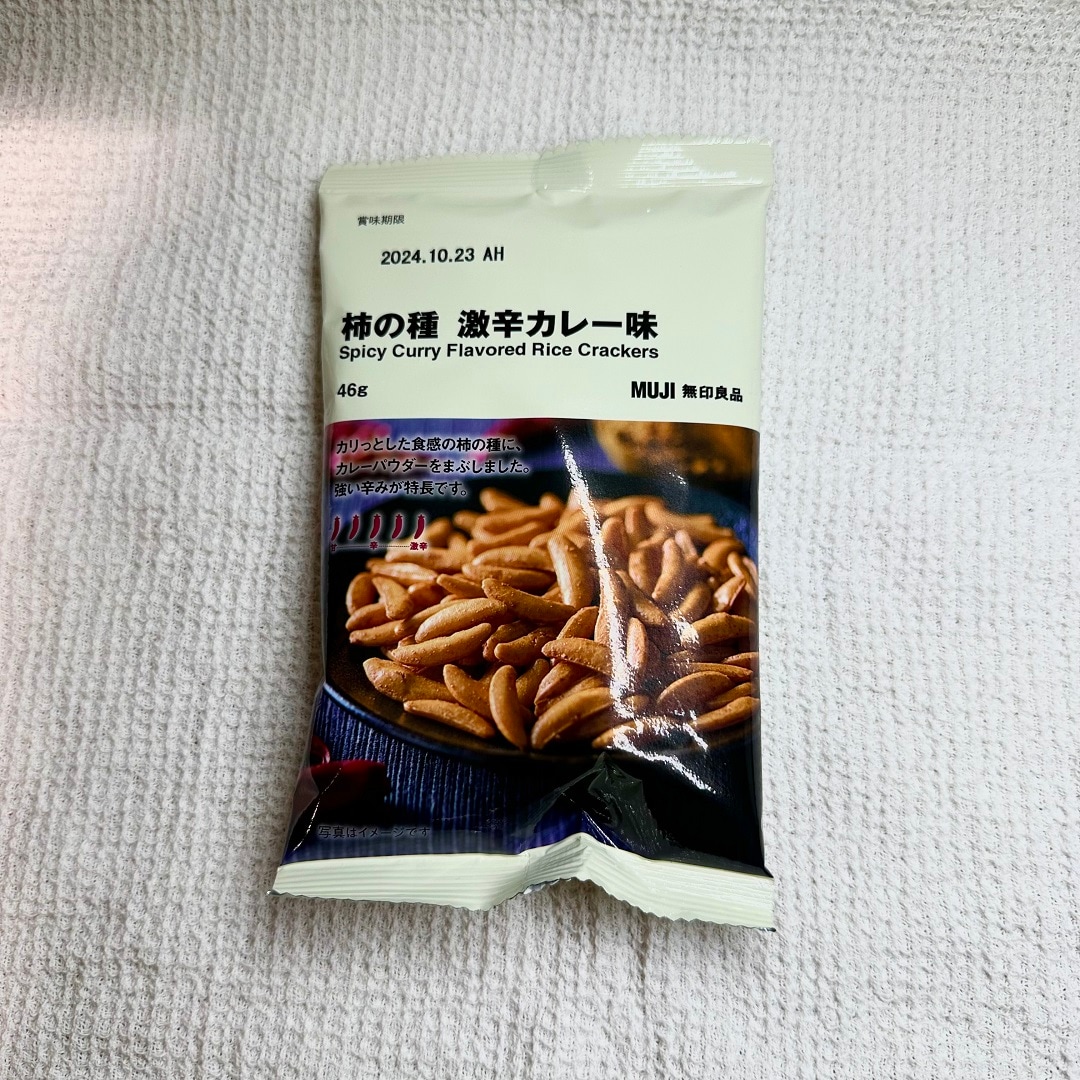 賞味期限
2024.10.23 AH
柿の種 激辛カレー味
Spicy Curry Flavored Rice Crackers
46g
MUJI 無印良品
カリっとした食感の柿の種に、
カレーパウダーをまぶしました。
強い辛みが特長です。
辛 激辛
写真はイメージです